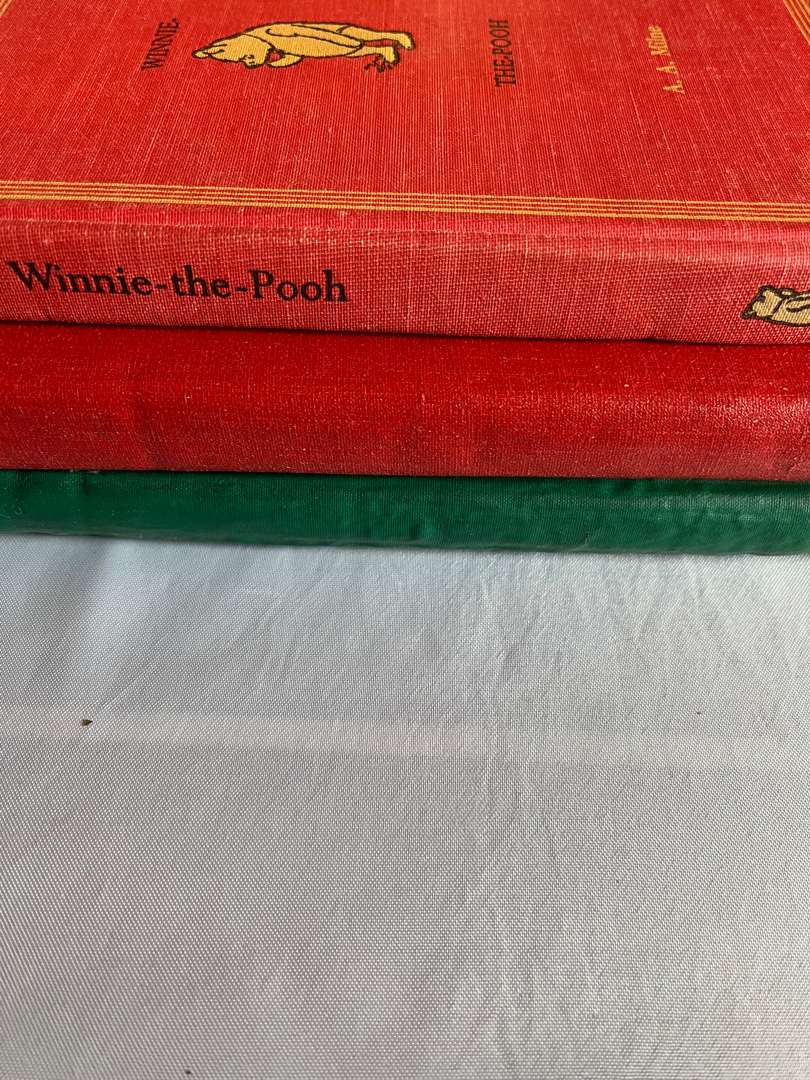 WINNIE-
THE-POOH
A. A. Milne
Winnie-the-Pooh